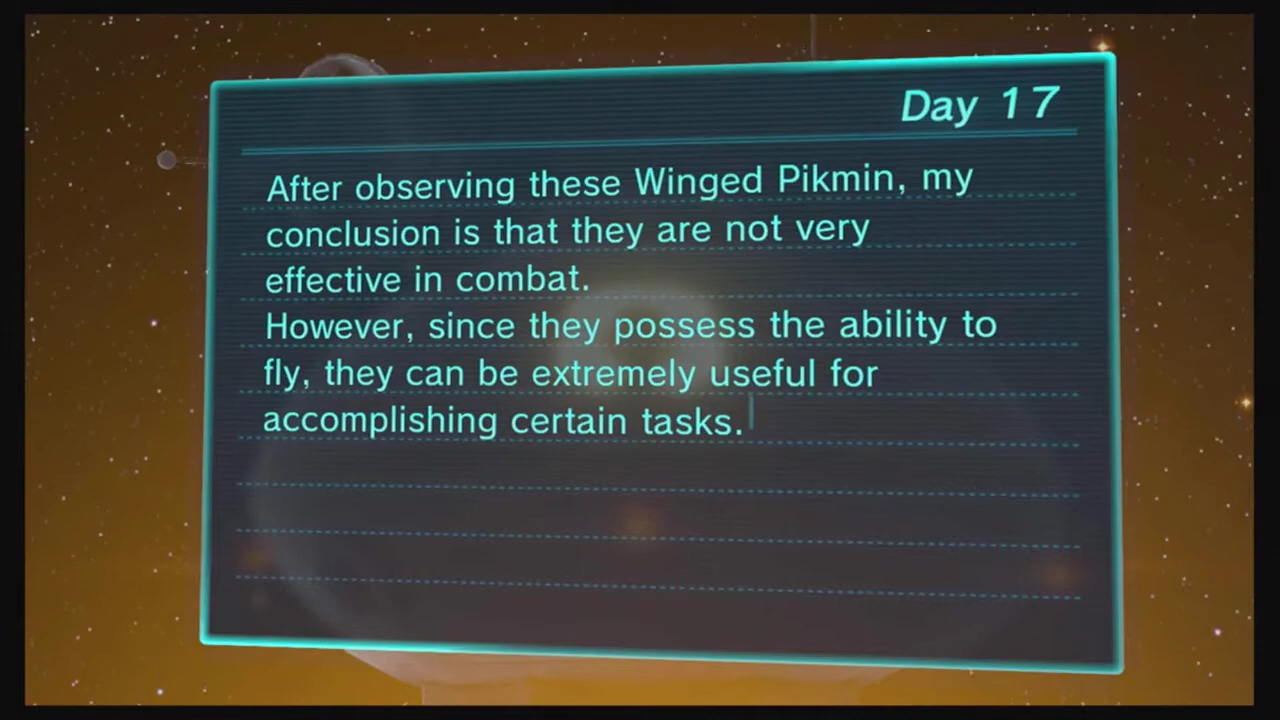 Day 17
After observing these Winged Pikmin, my
conclusion is that they are not very
effective in combat.
However, since they possess the ability to
fly, they can be extremely useful for
accomplishing certain tasks.